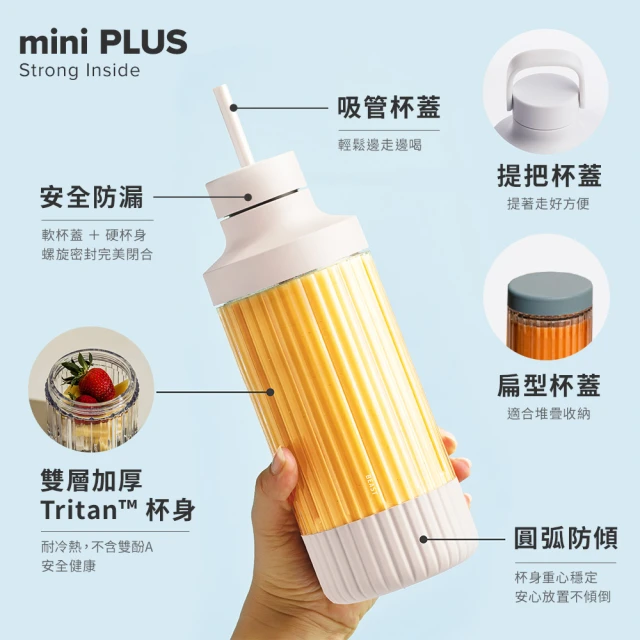 mini PLUS
Strong Inside
吸管杯蓋
輕鬆邊走邊喝
提把杯蓋
提著走好方便
安全防漏
軟杯蓋 ＋ 硬杯身
螺旋密封完美閉合
扁型杯蓋
適合堆疊收納
雙層加厚
Tritan™ 杯身
耐冷熱，不含雙酚A
安全健康
圓弧防傾
杯身重心穩定
安心放置不傾倒